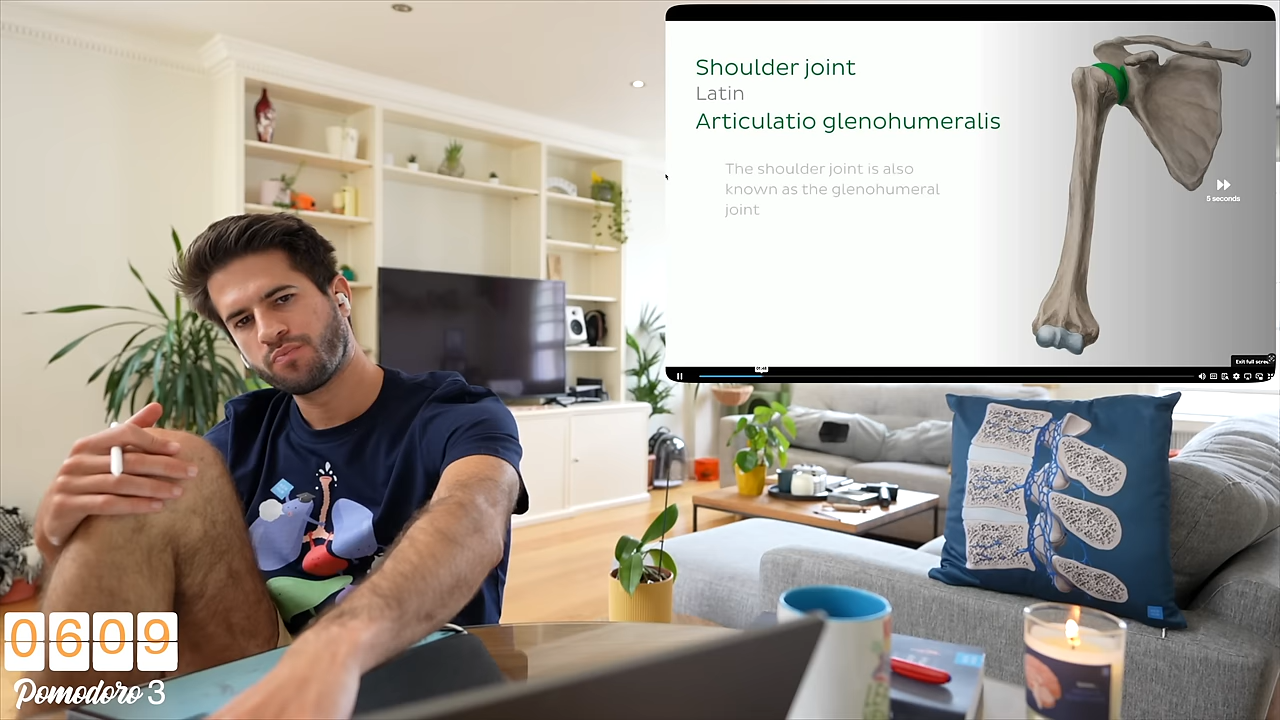 Shoulder joint
Latin
Articulatio glenohumeralis
The shoulder joint is also
known as the glenohumeral
joint
5 seconds
Exit full screen
0609
Pomodoro 3